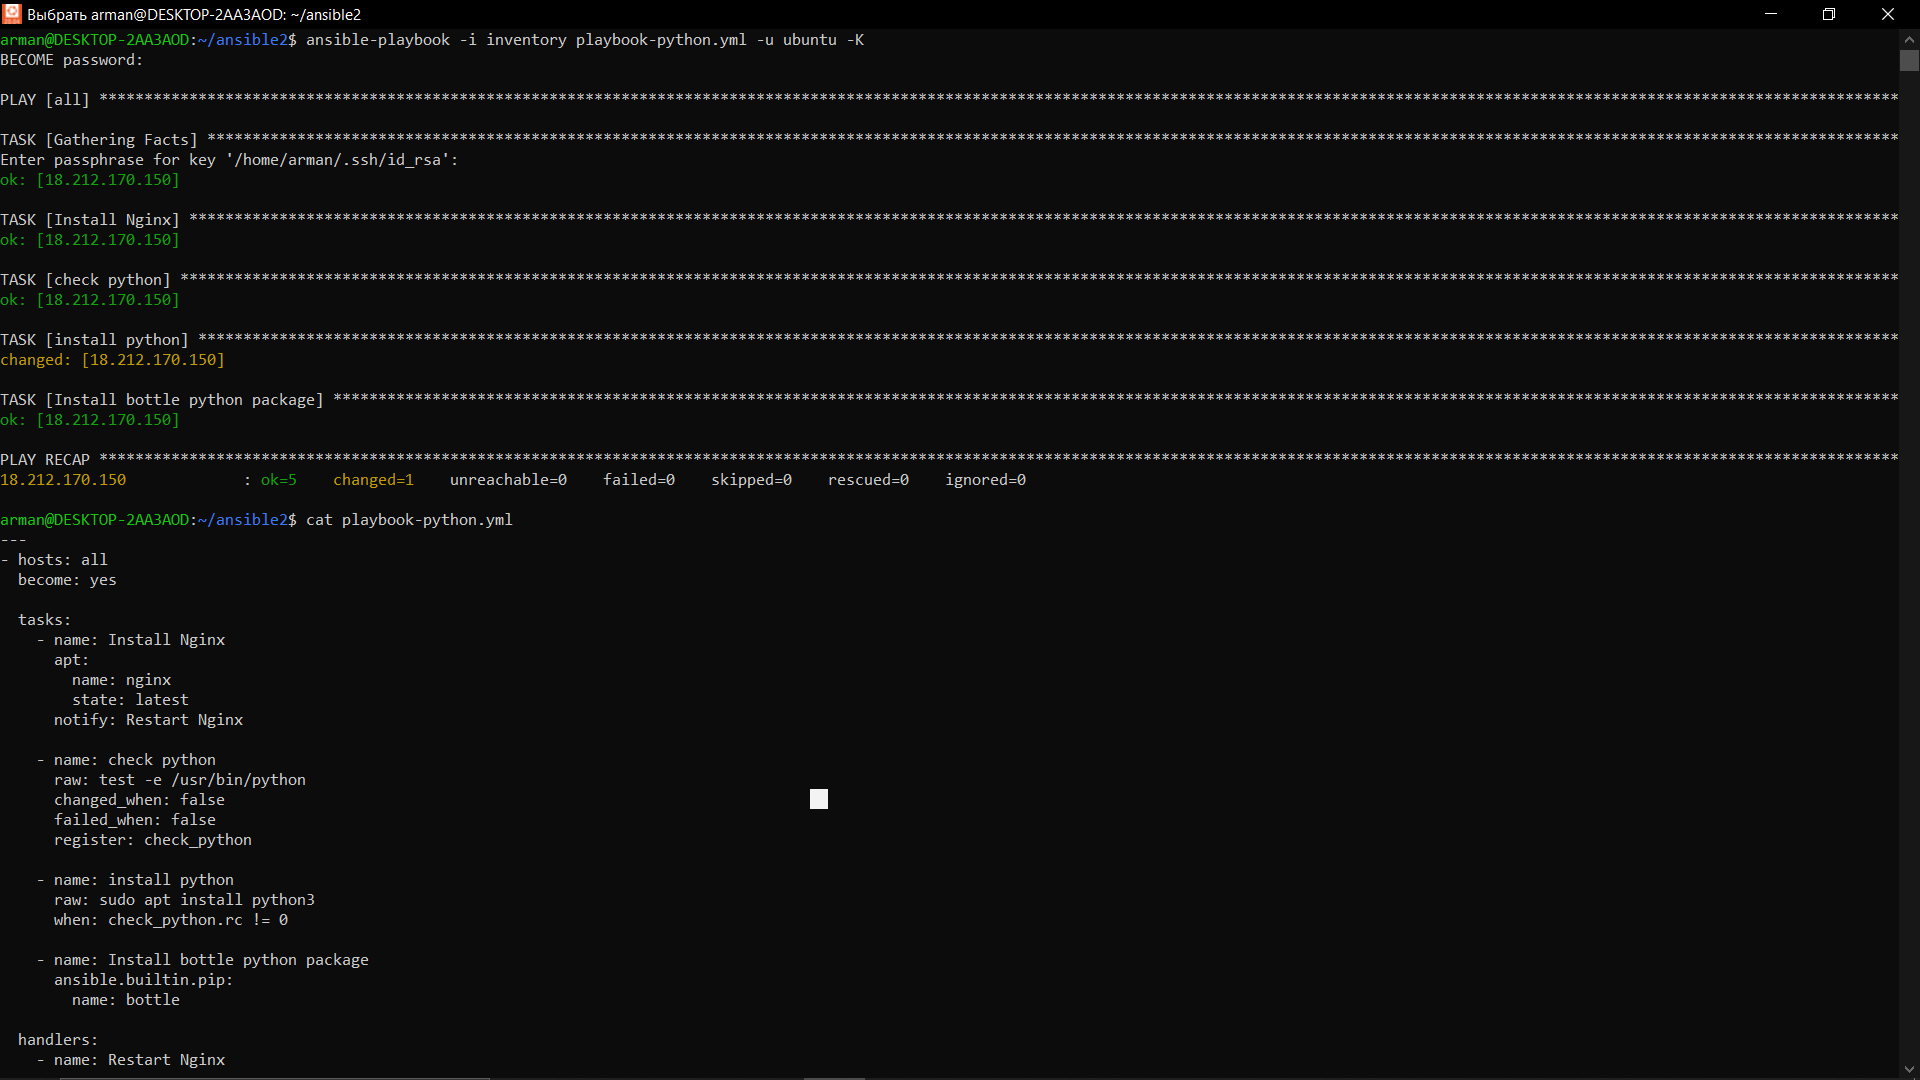 Выбрать arman@DESKTOP-2AA3AOD: ~/ansible2
arman@DESKTOP-2AA3AOD:~/ansible2$ ansible-playbook -i inventory playbook-python.yml -u ubuntu -K
BECOME password:
PLAY [all] ****************************************************************************************************************************************************************************************************
TASK [Gathering Facts] ****************************************************************************************************************************************************************************************
Enter passphrase for key '/home/arman/.ssh/id_rsa':
ok: [18.212.170.150]
TASK [Install Nginx] ******************************************************************************************************************************************************************************************
ok: [18.212.170.150]
TASK [check python] *******************************************************************************************************************************************************************************************
ok: [18.212.170.150]
TASK [install python] *****************************************************************************************************************************************************************************************
changed: [18.212.170.150]
TASK [Install bottle python package] **************************************************************************************************************************************************************************
ok: [18.212.170.150]
PLAY RECAP ****************************************************************************************************************************************************************************************************
18.212.170.150             : ok=5    changed=1    unreachable=0    failed=0    skipped=0    rescued=0    ignored=0
arman@DESKTOP-2AA3AOD:~/ansible2$ cat playbook-python.yml
---
- hosts: all
  become: yes
  tasks:
    - name: Install Nginx
      apt:
        name: nginx
        state: latest
      notify: Restart Nginx
    - name: check python
      raw: test -e /usr/bin/python
      changed_when: false
      failed_when: false
      register: check_python
    - name: install python
      raw: sudo apt install python3
      when: check_python.rc != 0
    - name: Install bottle python package
      ansible.builtin.pip:
        name: bottle
  handlers:
    - name: Restart Nginx